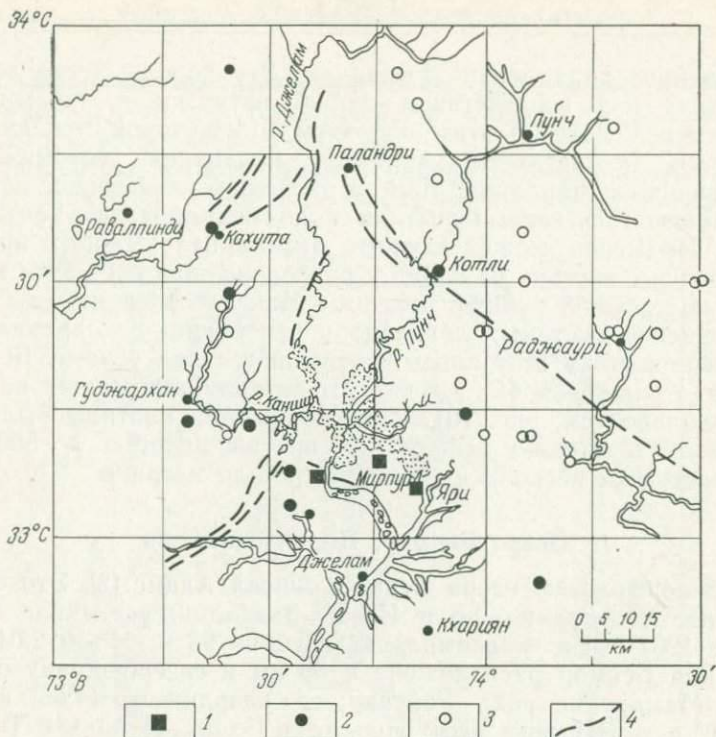 34°С
р. Джелам
Пунч
Паландри
Равалпинди
Кахута
Котли
30'
р. Пунч
Раджаури
Гуджархан
р. Канши
Мирпур
Яри
33°С
Джелам
0 5 10 15
км
Кхариян
73°В
30'
74°
30'
1
2
3
4